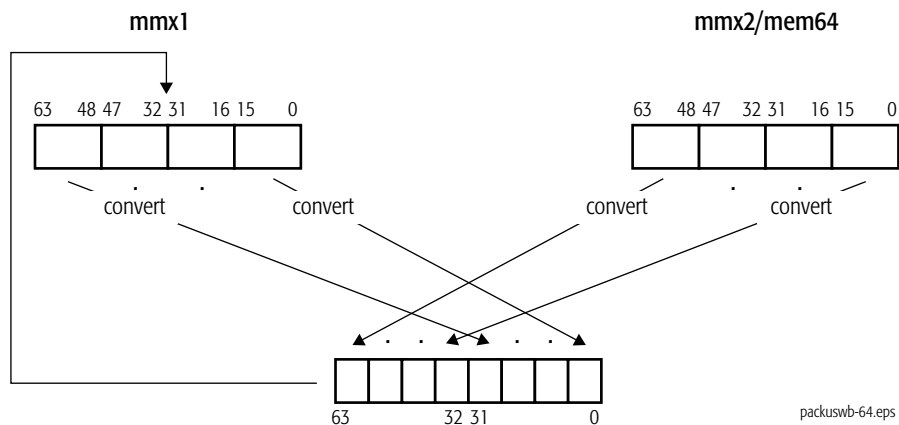 mmx1 mmx2/mem64
63 48 47 32 31 16 15 0 63 48 47 32 31 16 15 0
. . . .
convert convert convert convert
. . . . . .
63 32 31 0
packuswb-64.eps